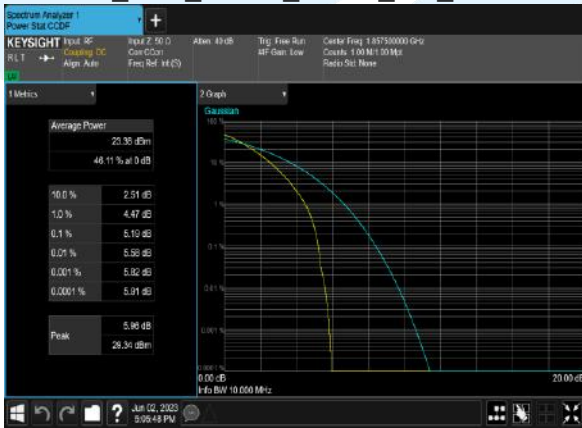 Spectrum Analyzer 1
Power Stat CCDF
+
KEYSIGHT
RLT
Input: RF
Coupling: DC
Align: Auto
Input Z: 50 Ω
Corr CCorr
Freq Ref: Int (S)
Atten: 40 dB
Trig: Free Run
#IF Gain: Low
Center Freq: 1.857500000 GHz
Counts: 1.00 M/1.00 Mpt
Radio Std: None
1 Metrics
Average Power
23.38 dBm
46.11 % at 0 dB
10.0 % 2.51 dB
1.0 % 4.47 dB
0.1 % 5.19 dB
0.01 % 5.58 dB
0.001 % 5.82 dB
0.0001 % 5.91 dB
Peak
5.96 dB
29.34 dBm
2 Graph
Gaussian
100 %
10 %
1 %
0.1 %
0.01 %
0.001 %
0.0001 %
0.00 dB
20.00 dB
Info BW 10.000 MHz
?
Jun 02, 2023
5:05:48 PM